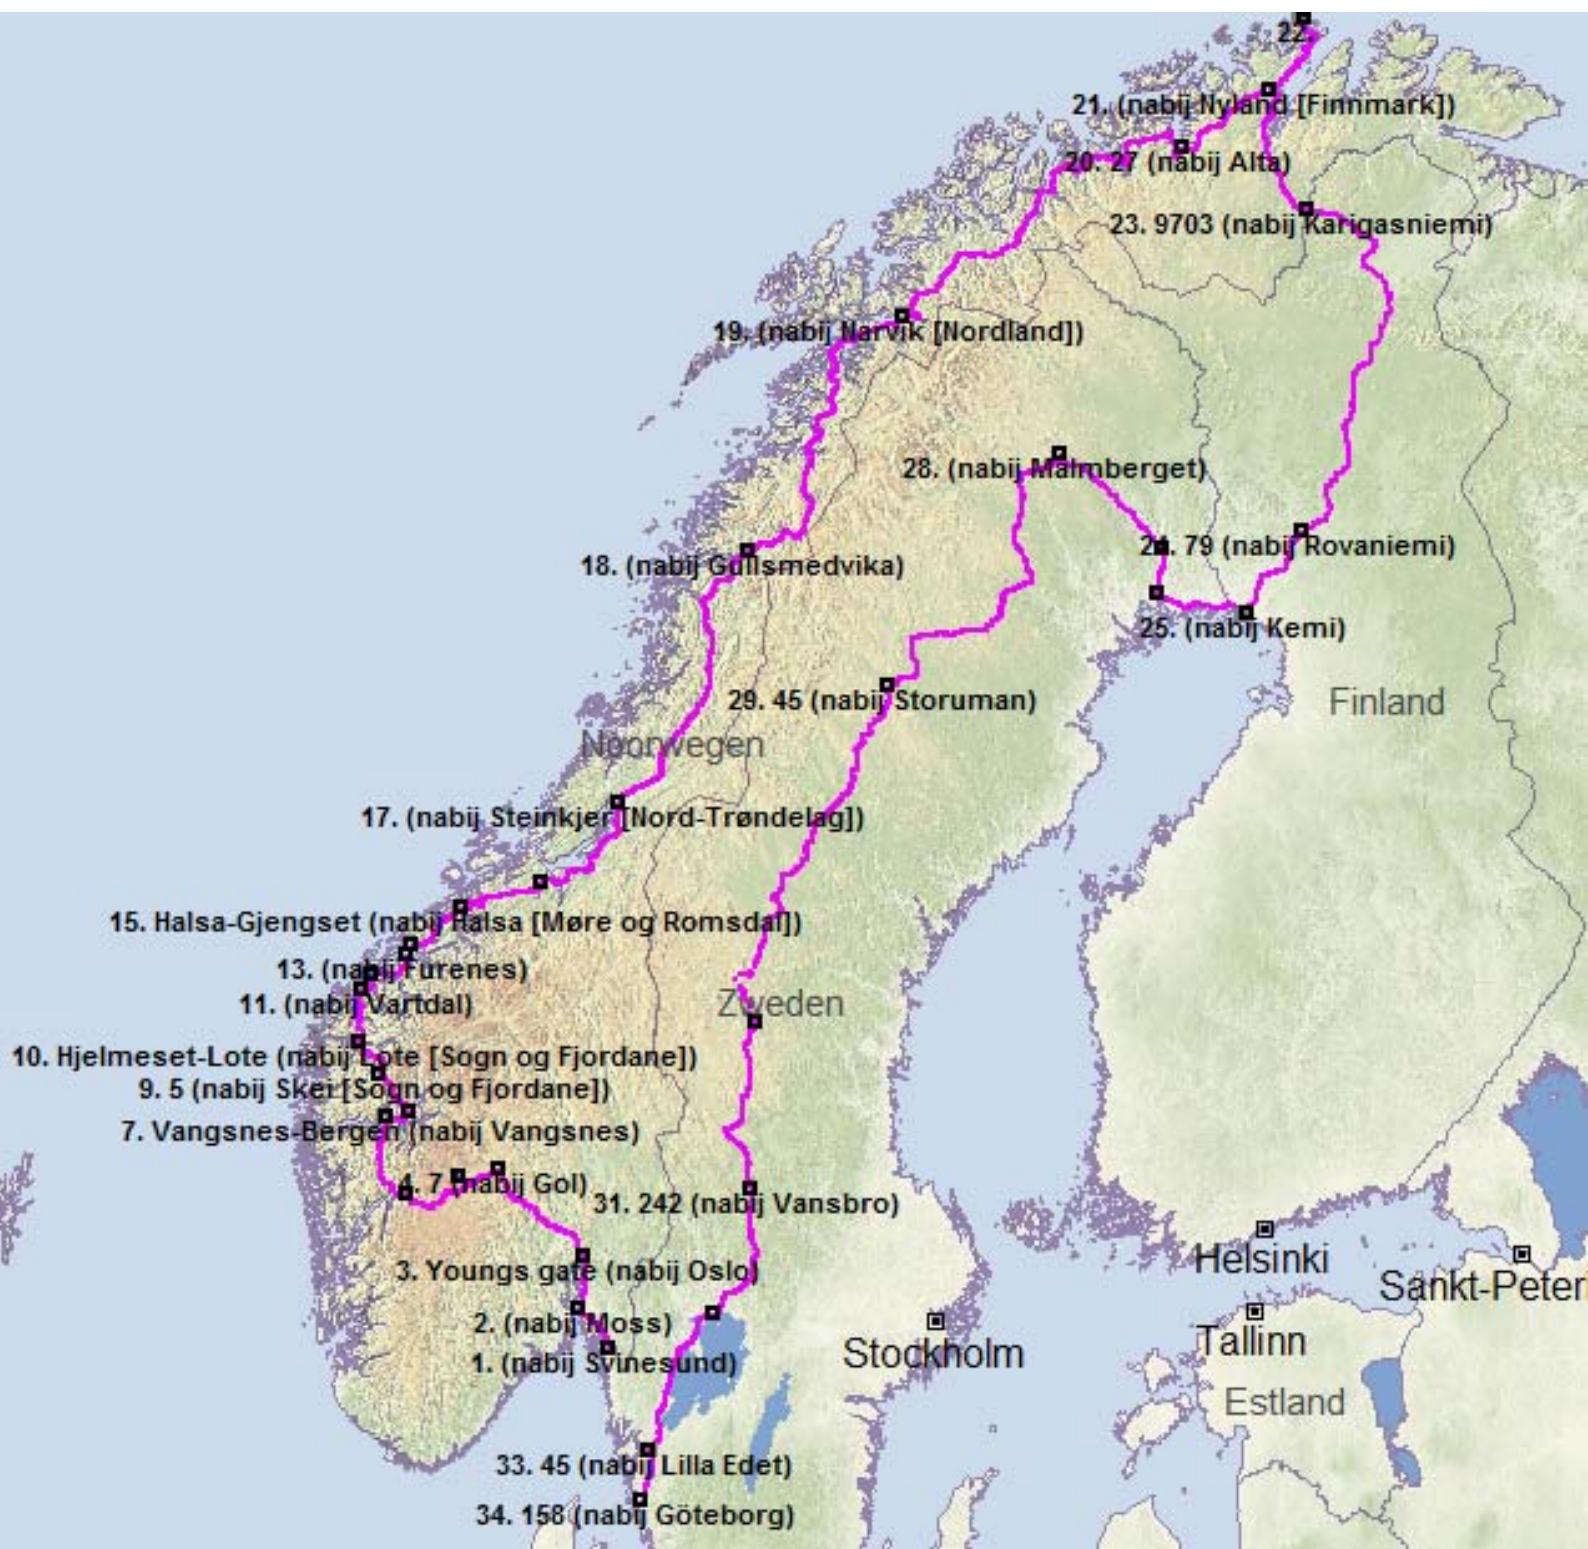 22.
21. (nabij Nyland [Finnmark])
20. 27 (nabij Alta)
23. 9703 (nabij Karigasniemi)
19. (nabij Narvik [Nordland])
28. (nabij Malmberget)
24. 79 (nabij Rovaniemi)
18. (nabij Gullsmedvika)
25. (nabij Kemi)
29. 45 (nabij Storuman)
Finland
Noorwegen
17. (nabij Steinkjer [Nord-Trøndelag])
15. Halsa-Gjengset (nabij Halsa [Møre og Romsdal])
13. (nabij Furenes)
11. (nabij Vartdal)
Zweden
10. Hjelmeset-Lote (nabij Lote [Sogn og Fjordane])
9. 5 (nabij Skei [Sogn og Fjordane])
7. Vangsnes-Bergen (nabij Vangsnes)
4. 7 (nabij Gol)
31. 242 (nabij Vansbro)
3. Youngs gate (nabij Oslo)
Helsinki
Sankt-Peter
2. (nabij Moss)
Tallinn
Stockholm
1. (nabij Svinesund)
Estland
33. 45 (nabij Lilla Edet)
34. 158 (nabij Göteborg)